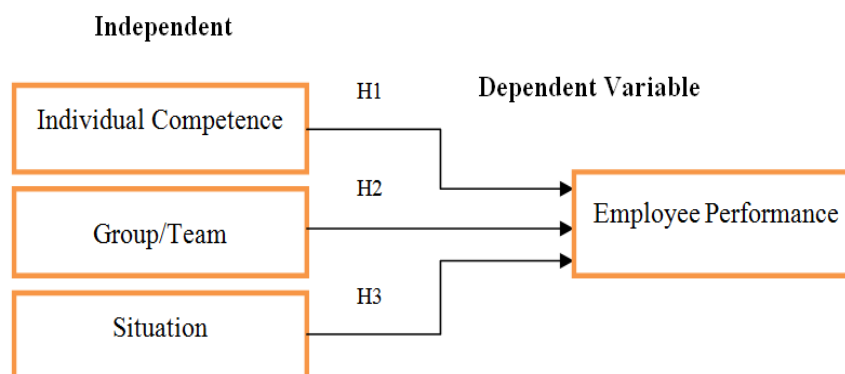 Independent
H1
Dependent Variable
Individual Competence
H2
Group/Team
Employee Performance
H3
Situation